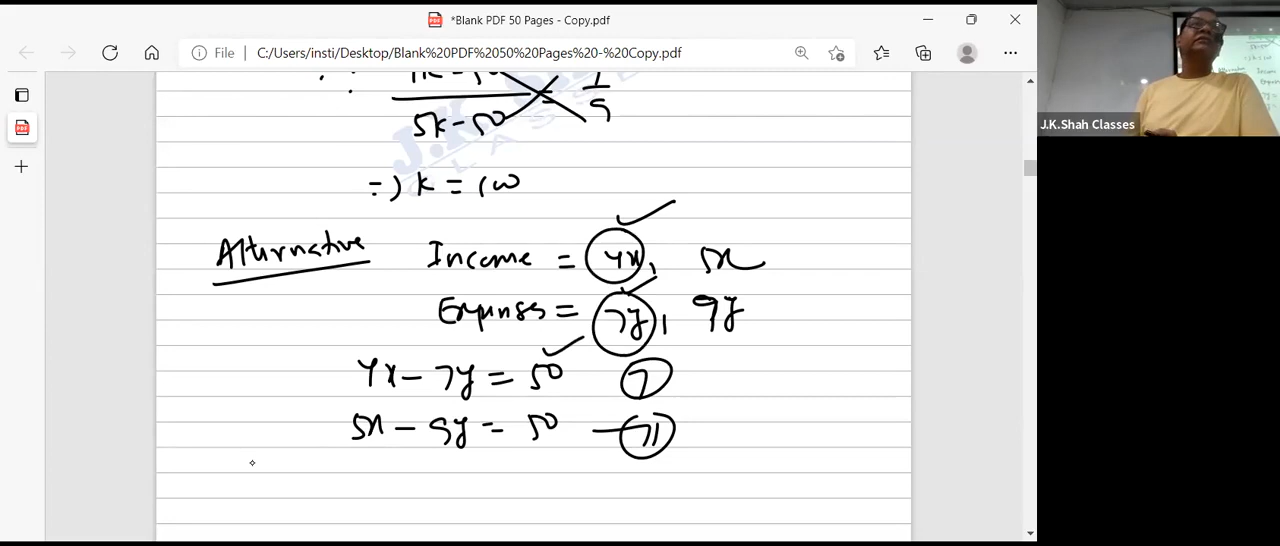 *Blank PDF 50 Pages - Copy.pdf
File C:/Users/insti/Desktop/Blank%20PDF%2050%20Pages%20-%20Copy.pdf
J.K.Shah Classes
5k-50 = 1/9
=) k = 100
Alternative Income = 4x, 5x
Expenses = 7y, 9y
4x - 7y = 50 I
5x - 9y = 50 — II